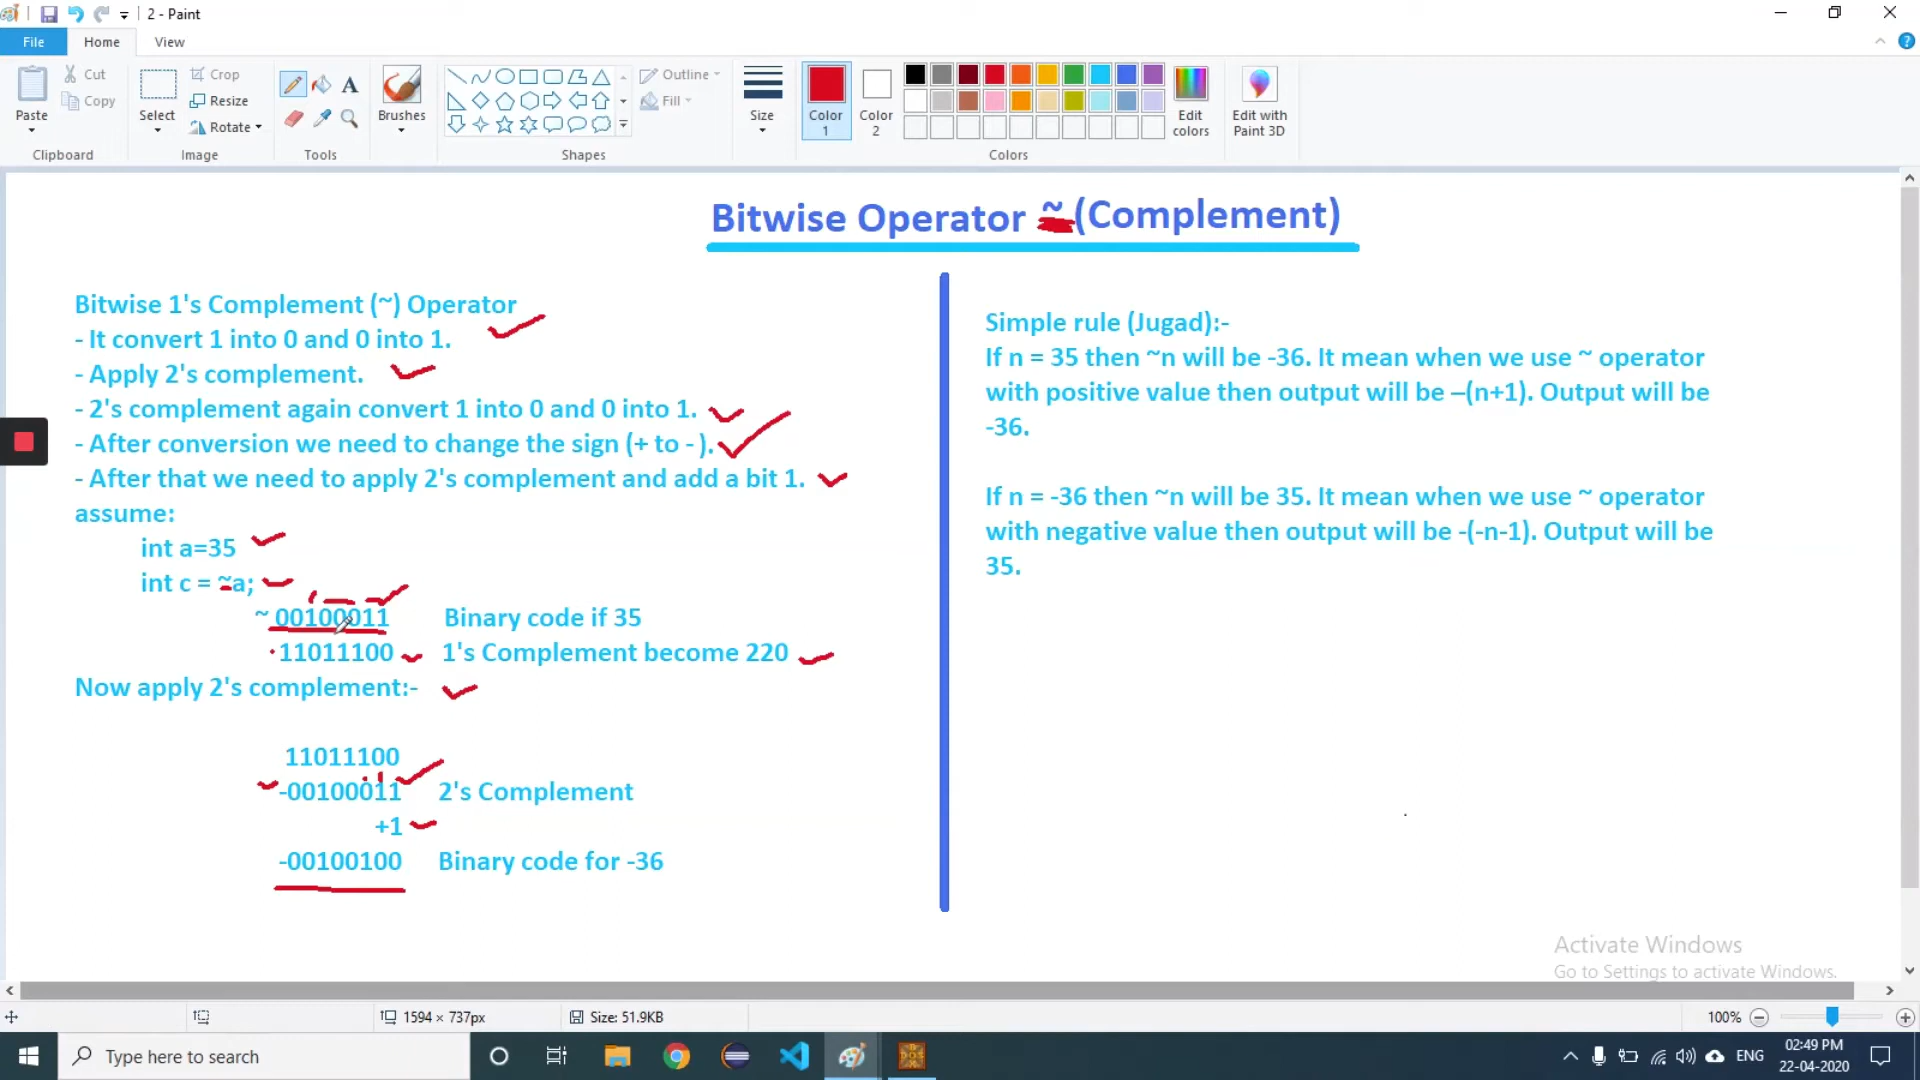 2 - Paint
File Home View
Paste
Cut
Copy
Clipboard
Select
Crop
Resize
Rotate
Image
Tools
Brushes
Outline
Fill
Shapes
Size
Color 1
Color 2
Colors
Edit colors
Edit with Paint 3D
Bitwise Operator ~ (Complement)
Bitwise 1's Complement (~) Operator
- It convert 1 into 0 and 0 into 1.
- Apply 2's complement.
- 2's complement again convert 1 into 0 and 0 into 1.
- After conversion we need to change the sign (+ to - ).
- After that we need to apply 2's complement and add a bit 1.
assume:
int a=35
int c = ~a;
~ 00100011 Binary code if 35
11011100 1's Complement become 220
Now apply 2's complement:-
11011100
-00100011 2's Complement
+1
-00100100 Binary code for -36
Simple rule (Jugad):-
If n = 35 then ~n will be -36. It mean when we use ~ operator
with positive value then output will be –(n+1). Output will be
-36.
If n = -36 then ~n will be 35. It mean when we use ~ operator
with negative value then output will be -(-n-1). Output will be
35.
Activate Windows
Go to Settings to activate Windows.
1594 × 737px
Size: 51.9KB
100%
Type here to search
ENG
02:49 PM
22-04-2020